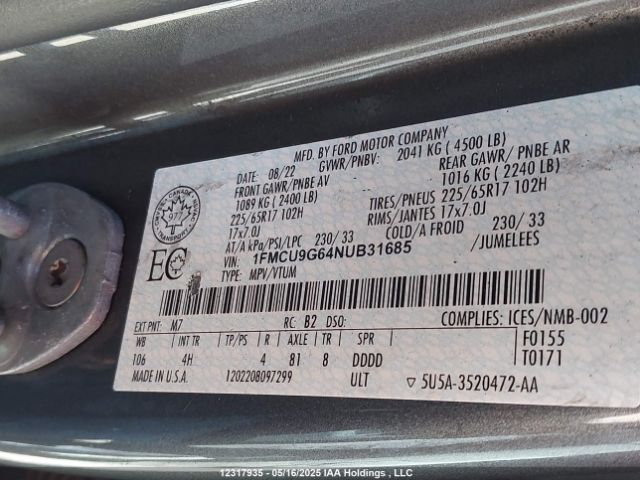 MFD. BY FORD MOTOR COMPANY
DATE: 08/22 GVWR/PNBV: 2041 KG ( 4500 LB)
FRONT GAWR/PNBE AV REAR GAWR/ PNBE AR
1089 KG ( 2400 LB) 1016 KG ( 2240 LB)
225/65R17 102H TIRES/PNEUS 225/65R17 102H
17x7.0J RIMS/JANTES 17x7.0J
AT/A kPa/PSI/LPC 230/ 33 COLD/A FROID 230/ 33
VIN: 1FMCU9G64NUB31685 /JUMELEES
TYPE: MPV/VTUM
977
TRANSPORT
EC
EXT PNT: M7 RC: B2 DSO: COMPLIES: ICES/NMB-002
WB INT TR TP/PS R AXLE TR SPR F0155
106 4H 4 81 8 DDDD T0171
MADE IN U.S.A. 1202208097299 ULT ▽ 5U5A-3520472-AA
12317935 - 05/16/2025 IAA Holdings , LLC